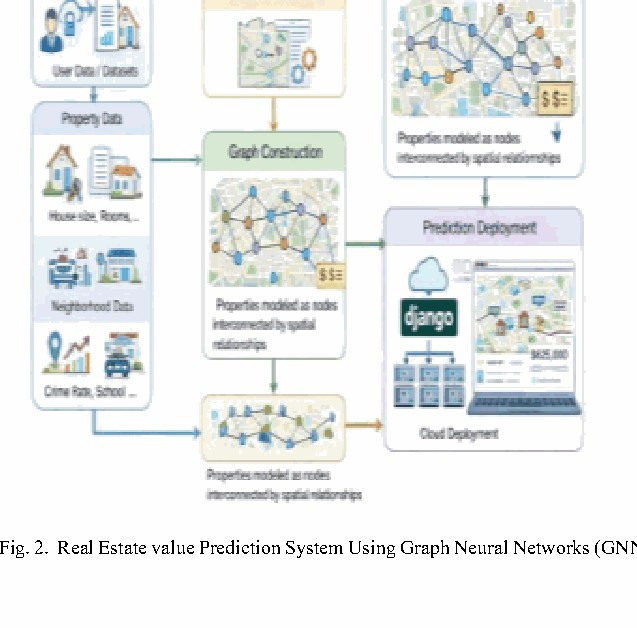 User Data / Datasets
Property Data
House size, Rooms, ...
Neighborhood Data
Crime Rate, School ...
Graph Construction
$$
Properties modeled as nodes
interconnected by spatial
relationships
Properties modeled as nodes
interconnected by spatial relationships
$$
Properties modeled as nodes
interconnected by spatial relationships
Prediction Deployment
django
$625,000
Cloud Deployment
Fig. 2. Real Estate value Prediction System Using Graph Neural Networks (GNN